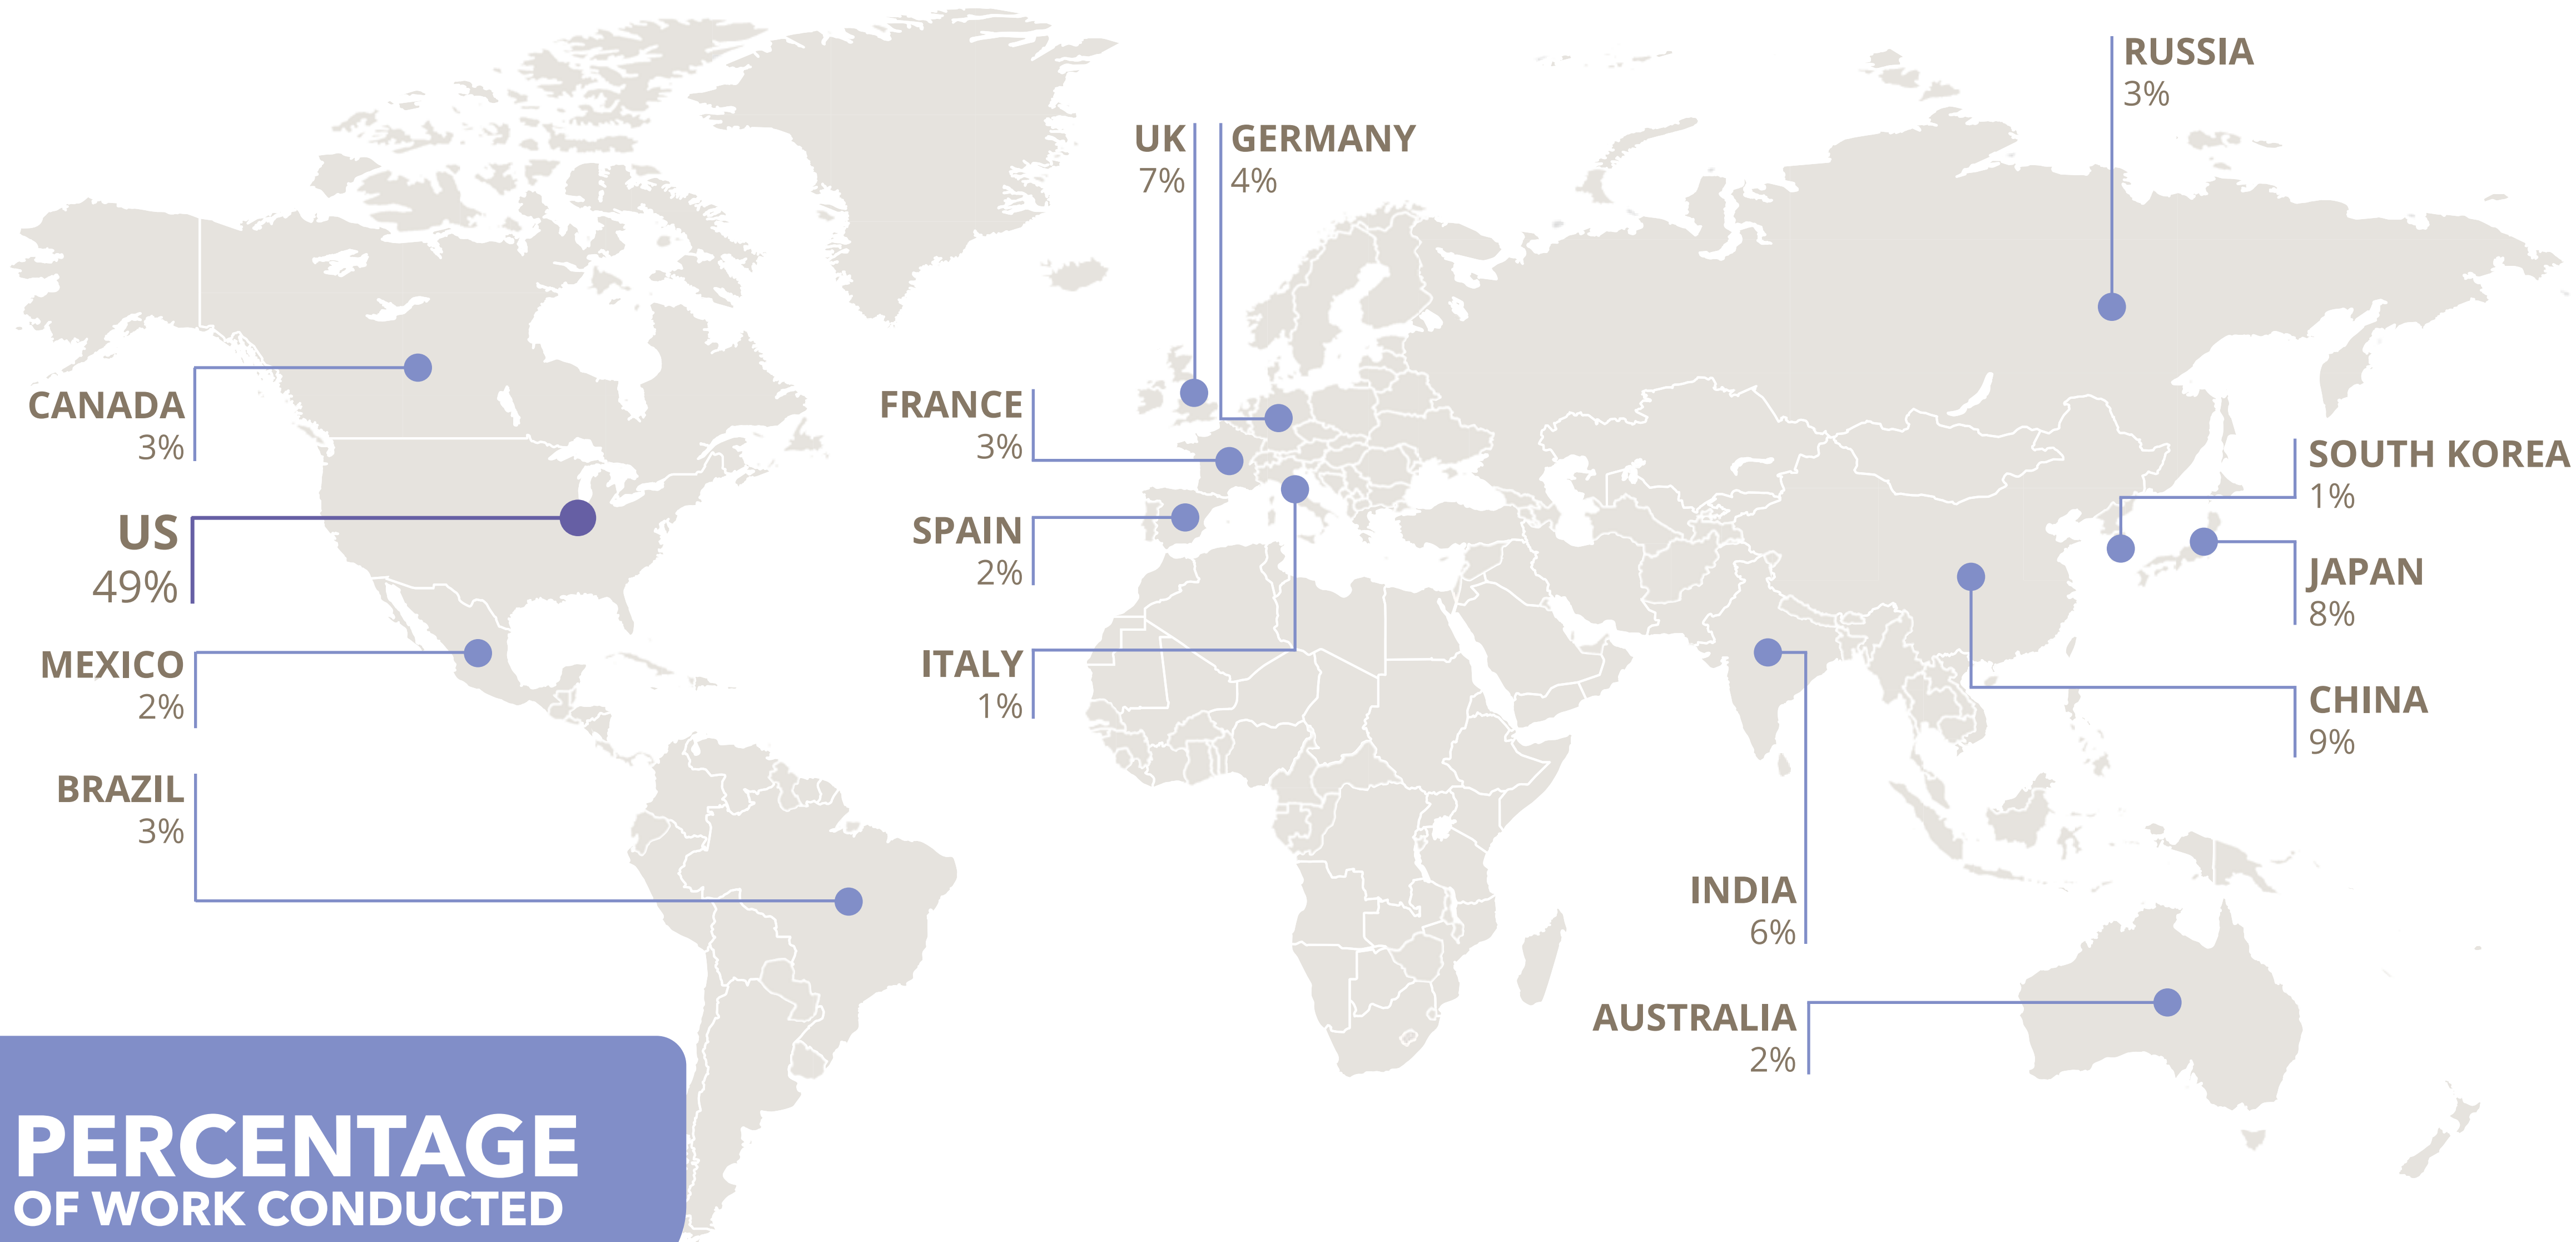 RUSSIA
3%
UK
7%
GERMANY
4%
CANADA
3%
FRANCE
3%
SOUTH KOREA
1%
US
49%
SPAIN
2%
JAPAN
8%
MEXICO
2%
ITALY
1%
CHINA
9%
BRAZIL
3%
INDIA
6%
AUSTRALIA
2%
PERCENTAGE
OF WORK CONDUCTED